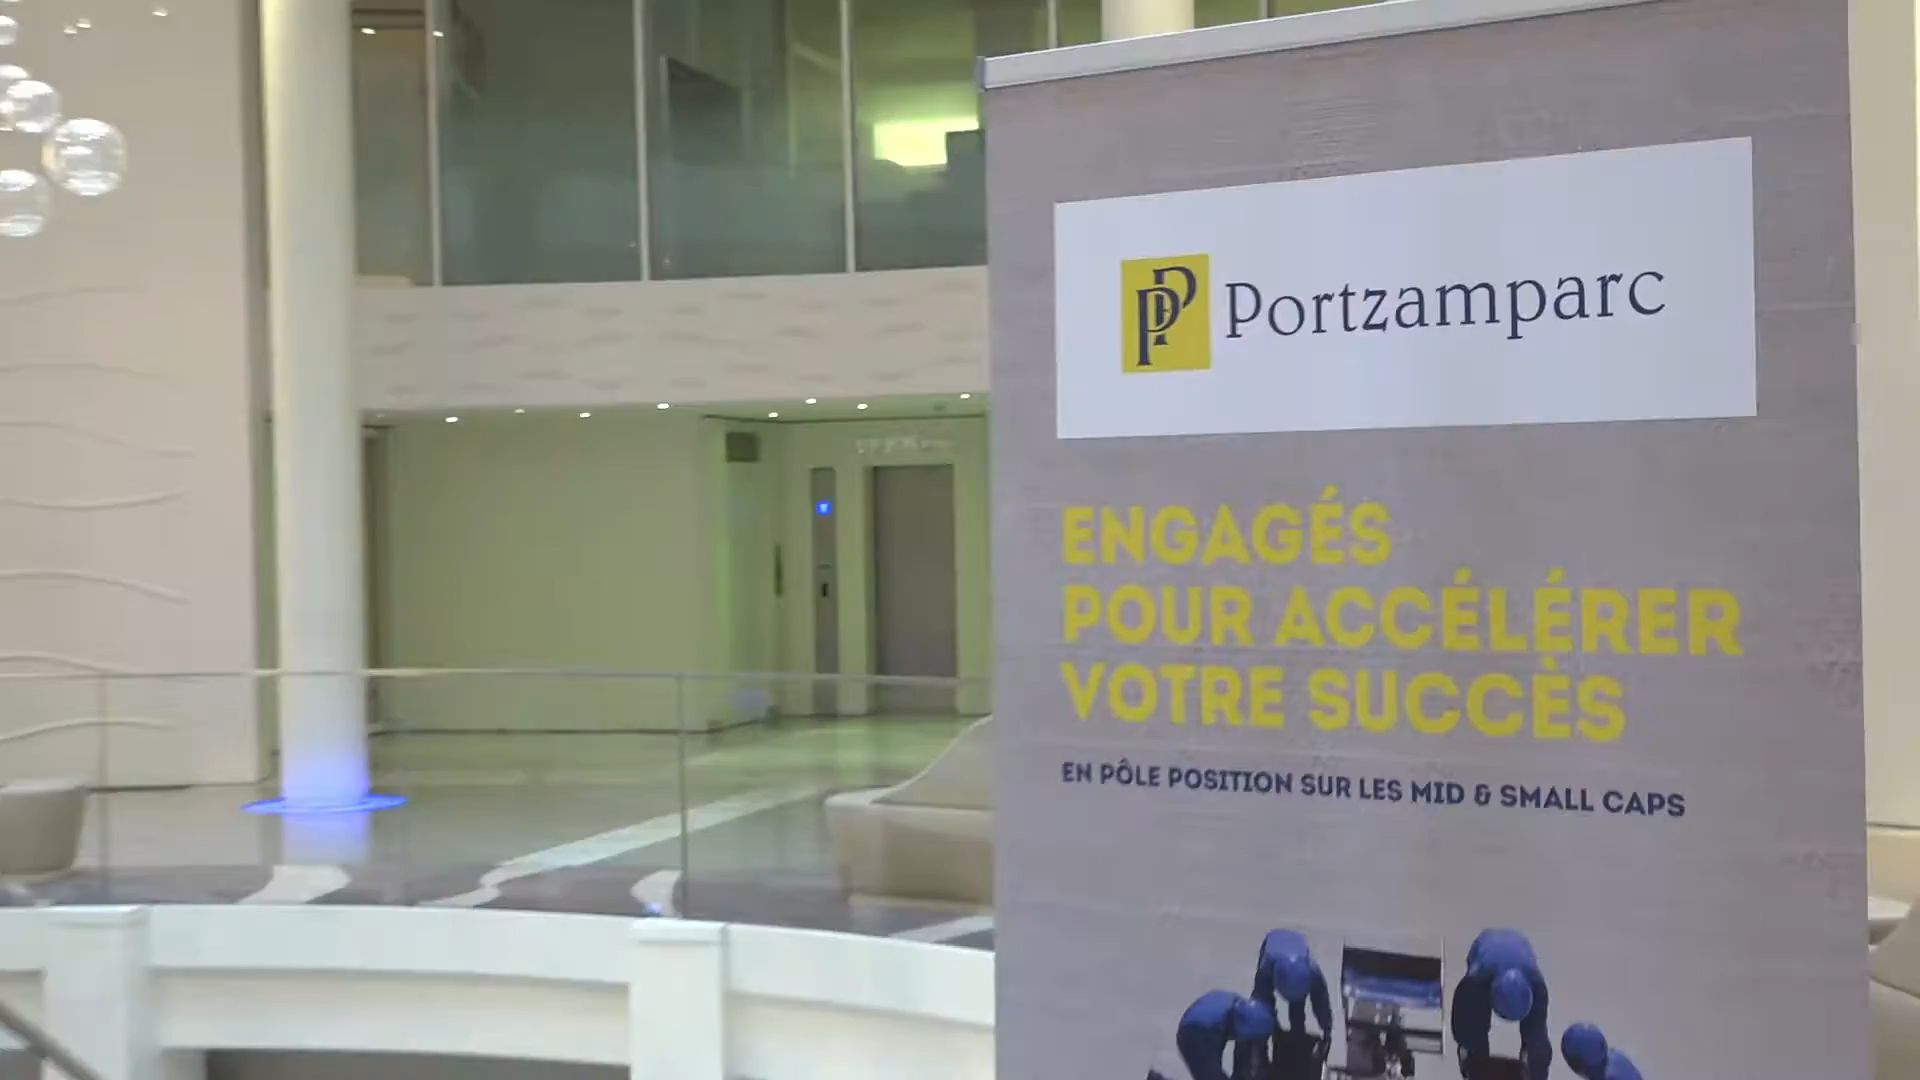 Portzamparc
ENGAGÉS
POUR ACCÉLÉRER
VOTRE SUCCÈS
EN PÔLE POSITION SUR LES MID & SMALL CAPS